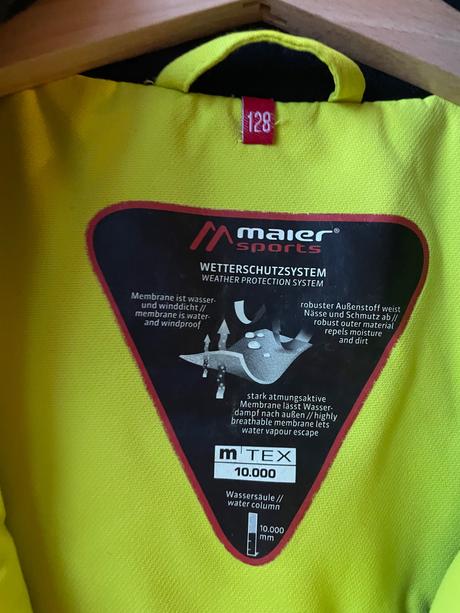 128
maier®
sports
WETTERSCHUTZSYSTEM
WEATHER PROTECTION SYSTEM
Membrane ist wasser-
und winddicht //
membrane is water-
and windproof
robuster Außenstoff weist
Nässe und Schmutz ab //
robust outer material
repels moisture
and dirt
stark atmungsaktive
Membrane lässt Wasser-
dampf nach außen // highly
breathable membrane lets
water vapour escape
m TEX
10.000
Wassersäule //
water column
10.000
mm